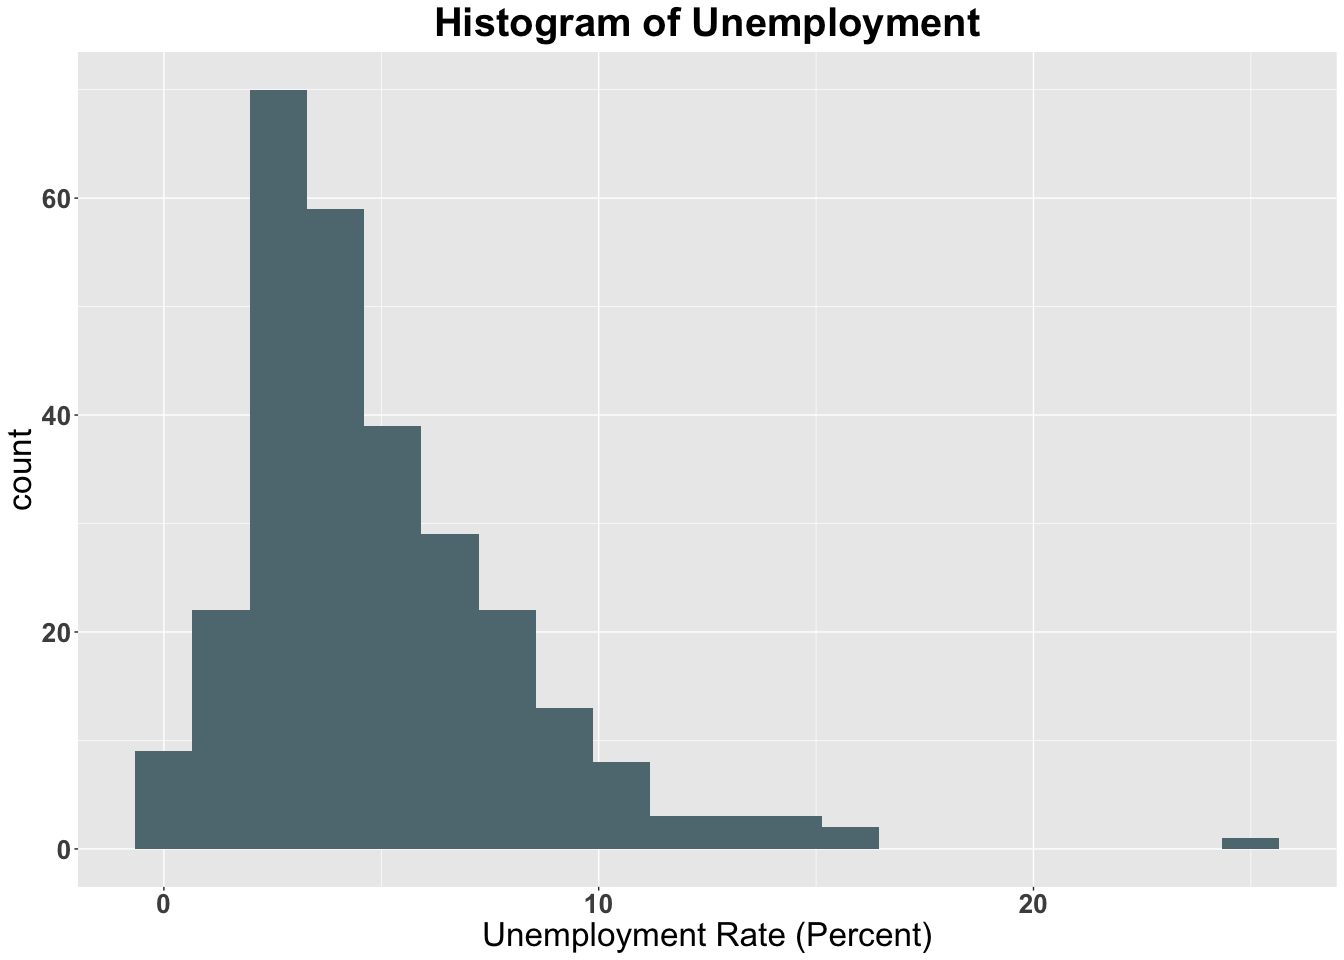 Histogram of Unemployment
60
40
20
0
count
0 10 20
Unemployment Rate (Percent)